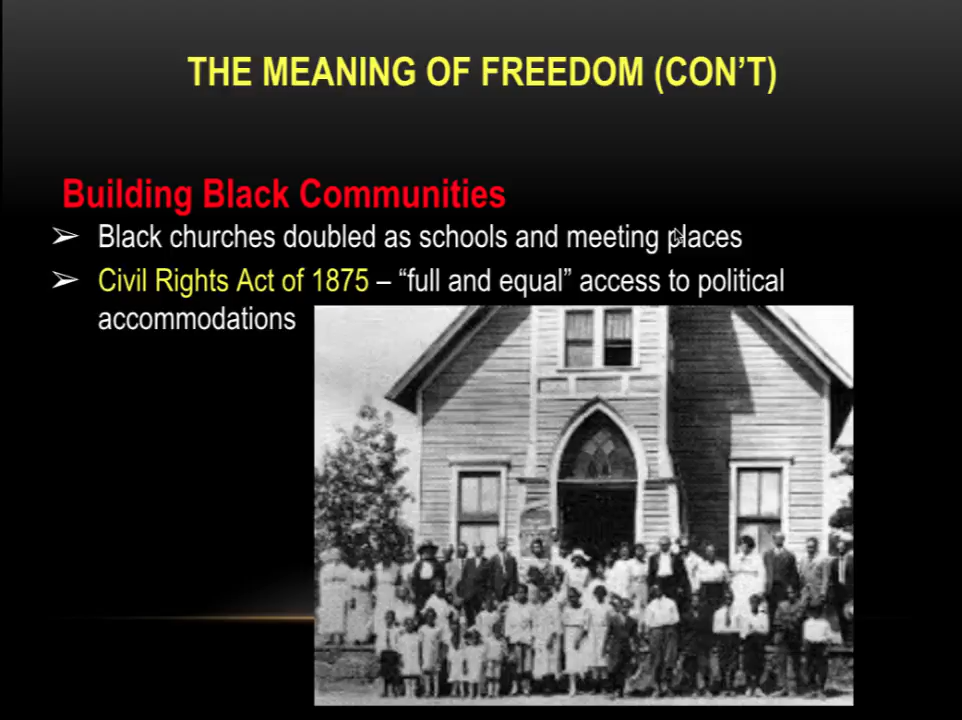 THE MEANING OF FREEDOM (CON’T)
Building Black Communities
➢ Black churches doubled as schools and meeting places
➢ Civil Rights Act of 1875 – “full and equal” access to political
accommodations